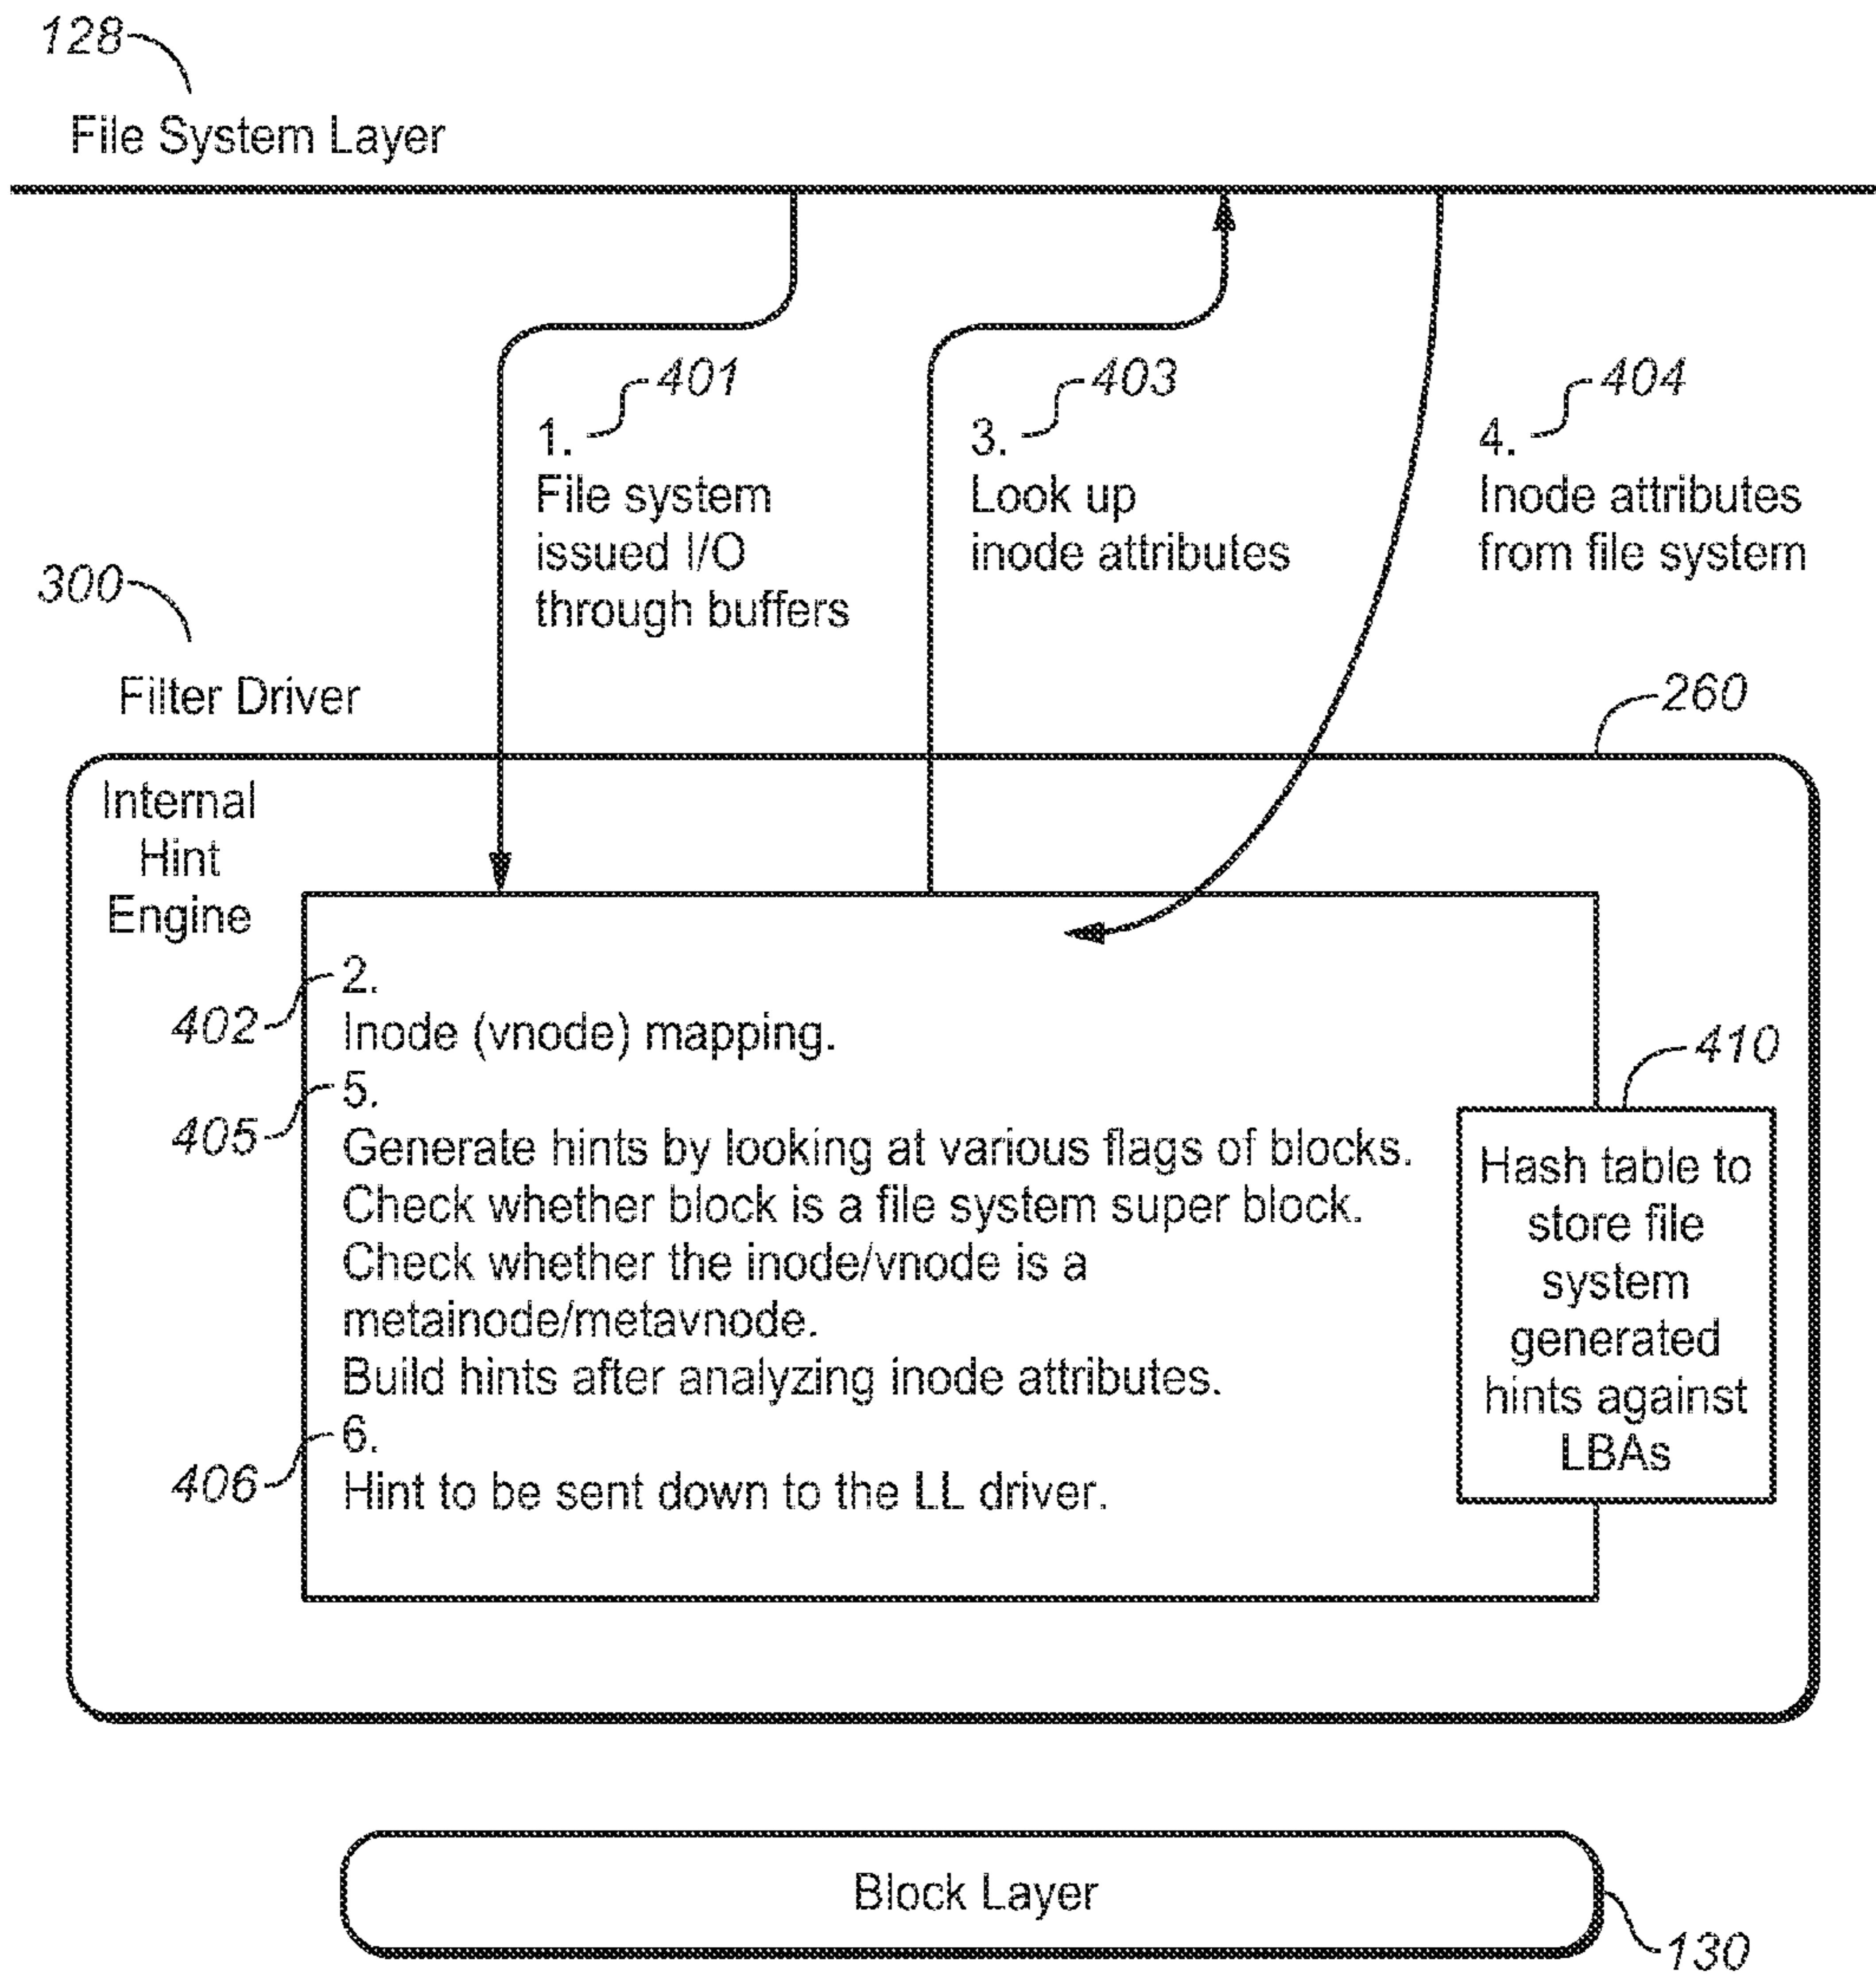 128
File System Layer
401
1.
File system
issued I/O
through buffers
403
3.
Look up
inode attributes
404
4.
Inode attributes
from file system
300
Filter Driver
260
Internal
Hint
Engine
402
2.
Inode (vnode) mapping.
405
5.
Generate hints by looking at various flags of blocks.
Check whether block is a file system super block.
Check whether the inode/vnode is a
metainode/metavnode.
Build hints after analyzing inode attributes.
406
6.
Hint to be sent down to the LL driver.
410
Hash table to
store file
system
generated
hints against
LBAs
Block Layer
130